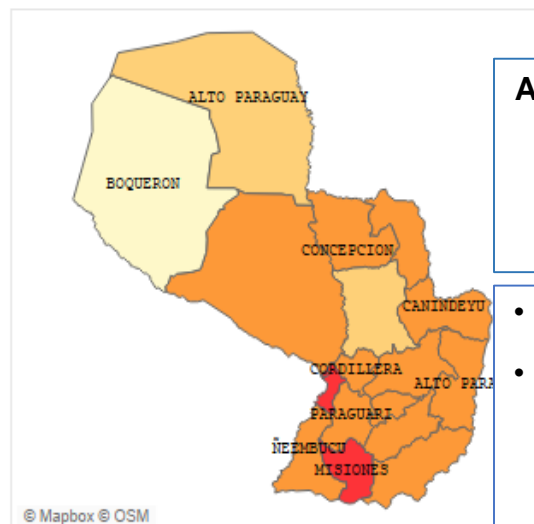 ALTO PARAGUAY
A
BOQUERON
CONCEPCION
CANINDEYU
CORDILLERA
ALTO PARA
PARAGUARI
ÑEEMBUCU
MISIONES
© Mapbox © OSM